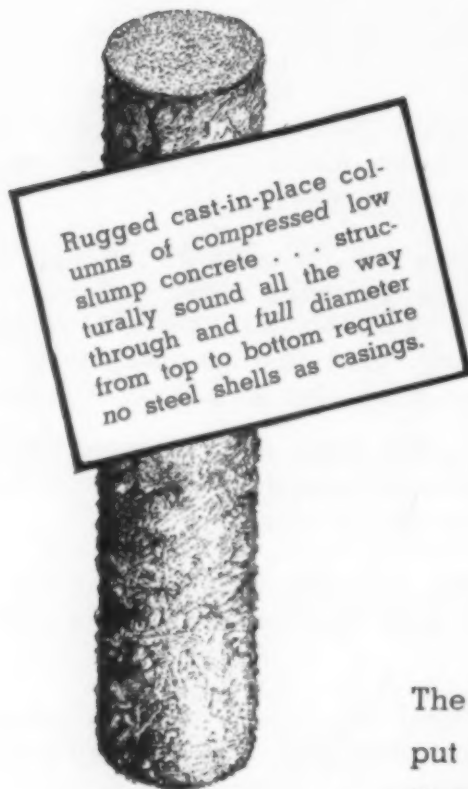 Rugged cast-in-place col-
umns of compressed low
slump concrete . . . struc-
turally sound all the way
through and full diameter
from top to bottom require
no steel shells as casings.
The
put